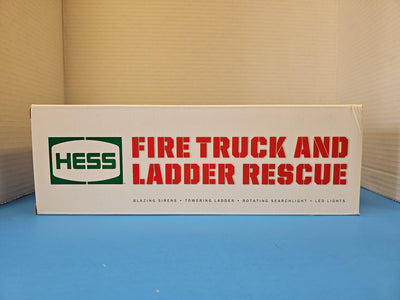 HESS
FIRE TRUCK AND
LADDER RESCUE
BLAZING SIRENS • TOWERING LADDER • ROTATING SEARCHLIGHT • LED LIGHTS